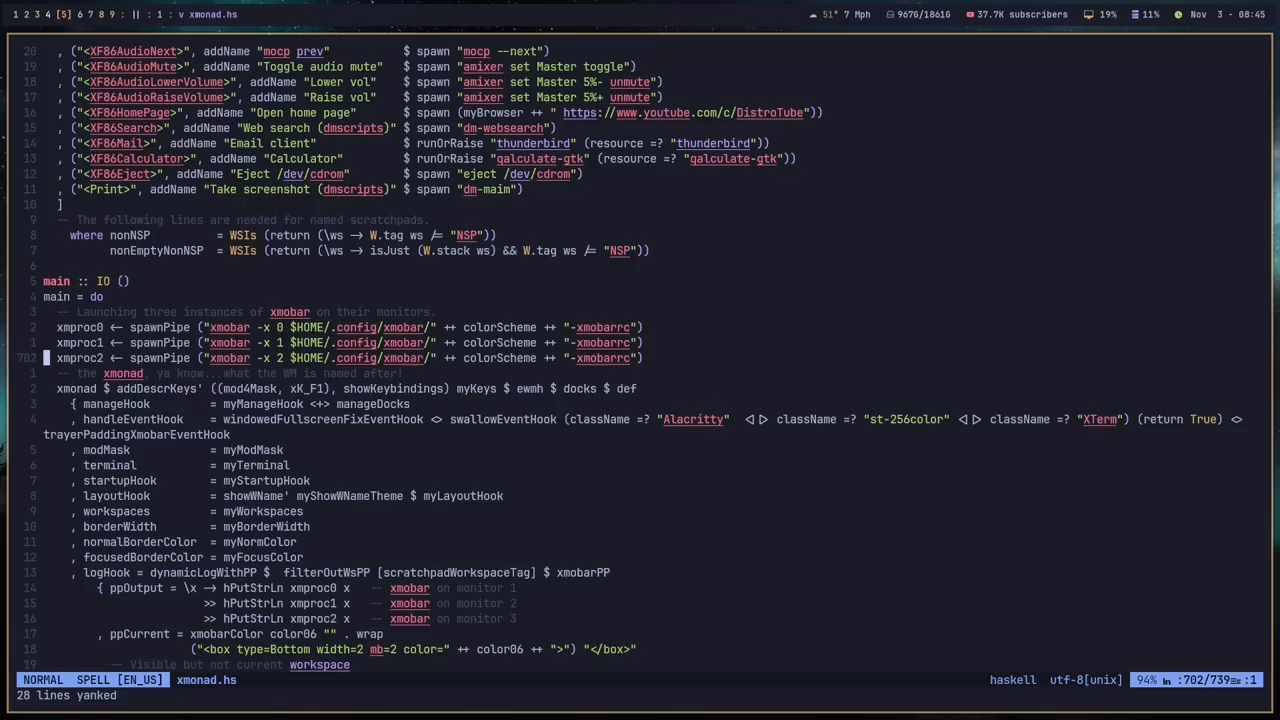 1 2 3 4 [5] 6 7 8 9 : || : 1 : v xmonad.hs 51° 7 Mph 967G/1861G 37.7K subscribers 19% 11% Nov 3 - 08:45
20 , ("<XF86AudioNext>", addName "mocp prev" $ spawn "mocp --next")
19 , ("<XF86AudioMute>", addName "Toggle audio mute" $ spawn "amixer set Master toggle")
18 , ("<XF86AudioLowerVolume>", addName "Lower vol" $ spawn "amixer set Master 5%- unmute")
17 , ("<XF86AudioRaiseVolume>", addName "Raise vol" $ spawn "amixer set Master 5%+ unmute")
16 , ("<XF86HomePage>", addName "Open home page" $ spawn (myBrowser ++ " https://www.youtube.com/c/DistroTube"))
15 , ("<XF86Search>", addName "Web search (dmscripts)" $ spawn "dm-websearch")
14 , ("<XF86Mail>", addName "Email client" $ runOrRaise "thunderbird" (resource =? "thunderbird"))
13 , ("<XF86Calculator>", addName "Calculator" $ runOrRaise "qalculate-gtk" (resource =? "qalculate-gtk"))
12 , ("<XF86Eject>", addName "Eject /dev/cdrom" $ spawn "eject /dev/cdrom")
11 , ("<Print>", addName "Take screenshot (dmscripts)" $ spawn "dm-maim")
10 ]
9 -- The following lines are needed for named scratchpads.
8 where nonNSP = WSIs (return (\ws -> W.tag ws /= "NSP"))
7 nonEmptyNonNSP = WSIs (return (\ws -> isJust (W.stack ws) && W.tag ws /= "NSP"))
6
5 main :: IO ()
4 main = do
3 -- Launching three instances of xmobar on their monitors.
2 xmproc0 <- spawnPipe ("xmobar -x 0 $HOME/.config/xmobar/" ++ colorScheme ++ "-xmobarrc")
1 xmproc1 <- spawnPipe ("xmobar -x 1 $HOME/.config/xmobar/" ++ colorScheme ++ "-xmobarrc")
702 xmproc2 <- spawnPipe ("xmobar -x 2 $HOME/.config/xmobar/" ++ colorScheme ++ "-xmobarrc")
1 -- the xmonad, ya know...what the WM is named after!
2 xmonad $ addDescrKeys' ((mod4Mask, xK_F1), showKeybindings) myKeys $ ewmh $ docks $ def
3 { manageHook = myManageHook <+> manageDocks
4 , handleEventHook = windowedFullscreenFixEventHook <> swallowEventHook (className =? "Alacritty" <||> className =? "st-256color" <||> className =? "XTerm") (return True) <>
trayerPaddingXmobarEventHook
5 , modMask = myModMask
6 , terminal = myTerminal
7 , startupHook = myStartupHook
8 , layoutHook = showWName' myShowWNameTheme $ myLayoutHook
9 , workspaces = myWorkspaces
10 , borderWidth = myBorderWidth
11 , normalBorderColor = myNormColor
12 , focusedBorderColor = myFocusColor
13 , logHook = dynamicLogWithPP $ filterOutWsPP [scratchpadWorkspaceTag] $ xmobarPP
14 { ppOutput = \x -> hPutStrLn xmproc0 x -- xmobar on monitor 1
15 >> hPutStrLn xmproc1 x -- xmobar on monitor 2
16 >> hPutStrLn xmproc2 x -- xmobar on monitor 3
17 , ppCurrent = xmobarColor color06 "" . wrap
18 ("<box type=Bottom width=2 mb=2 color=" ++ color06 ++ ">") "</box>"
19 -- Visible but not current workspace
NORMAL SPELL [EN_US] xmonad.hs haskell utf-8[unix] 94% :702/739 :1
28 lines yanked